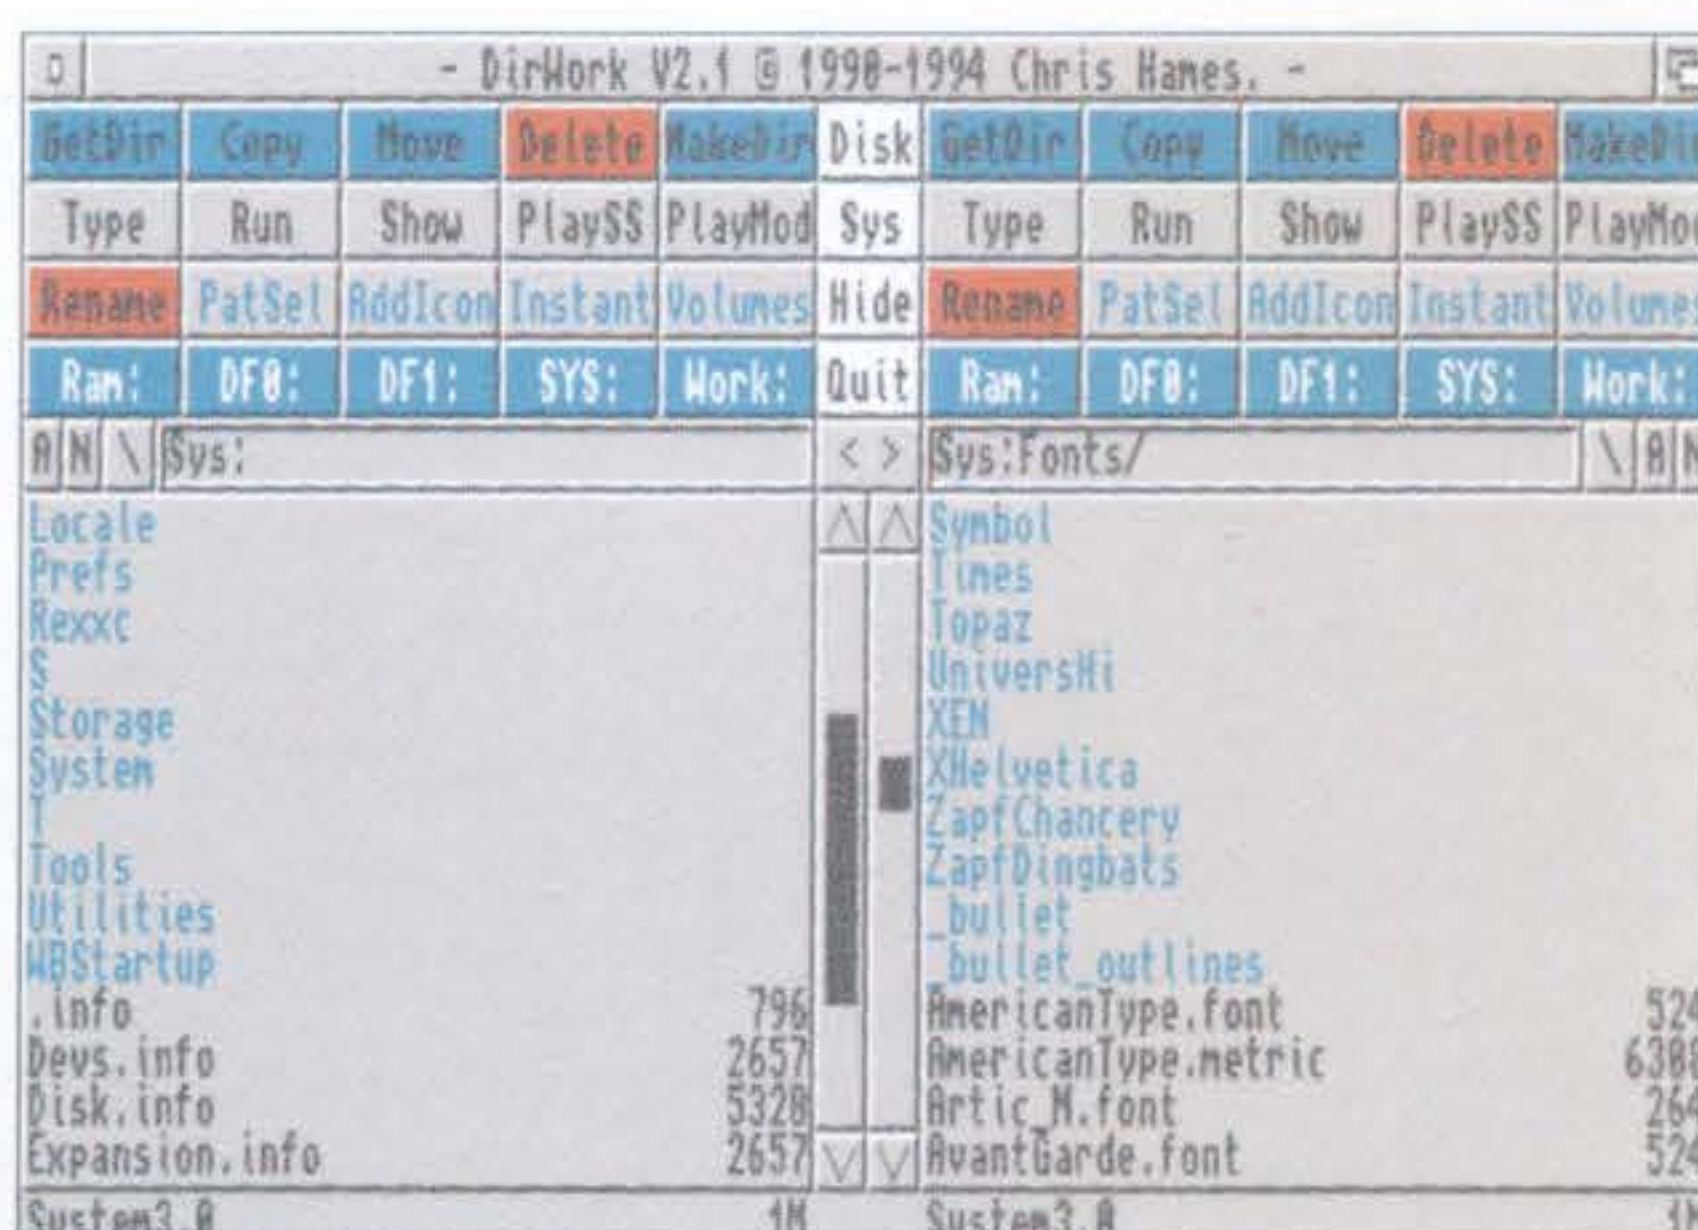 - DirWork V2.1 © 1990-1994 Chris Hames. -
GetDir Copy Move Delete MakeDir Disk GetDir Copy Move Delete MakeDir
Type Run Show PlaySS PlayMod Sys Type Run Show PlaySS PlayMod
Rename PatSel AddIcon Instant Volumes Hide Rename PatSel AddIcon Instant Volumes
Ram: DF0: DF1: SYS: Work: Quit Ram: DF0: DF1: SYS: Work:
A N \ Sys: < > Sys:Fonts/ \ A N
Locale Symbol
Prefs Times
Rexxc Topaz
S UniversHi
Storage XEN
System XHelvetica
T ZapfChancery
Tools ZapfDingbats
Utilities _bullet
WBStartup _bullet_outlines
.info 796 AmericanType.font 524
Devs.info 2657 AmericanType.metric
Disk.info 5328 Artic_M.font 264
Expansion.info 2657 AvantGarde.font 524
System3.0 1M System3.0 1M